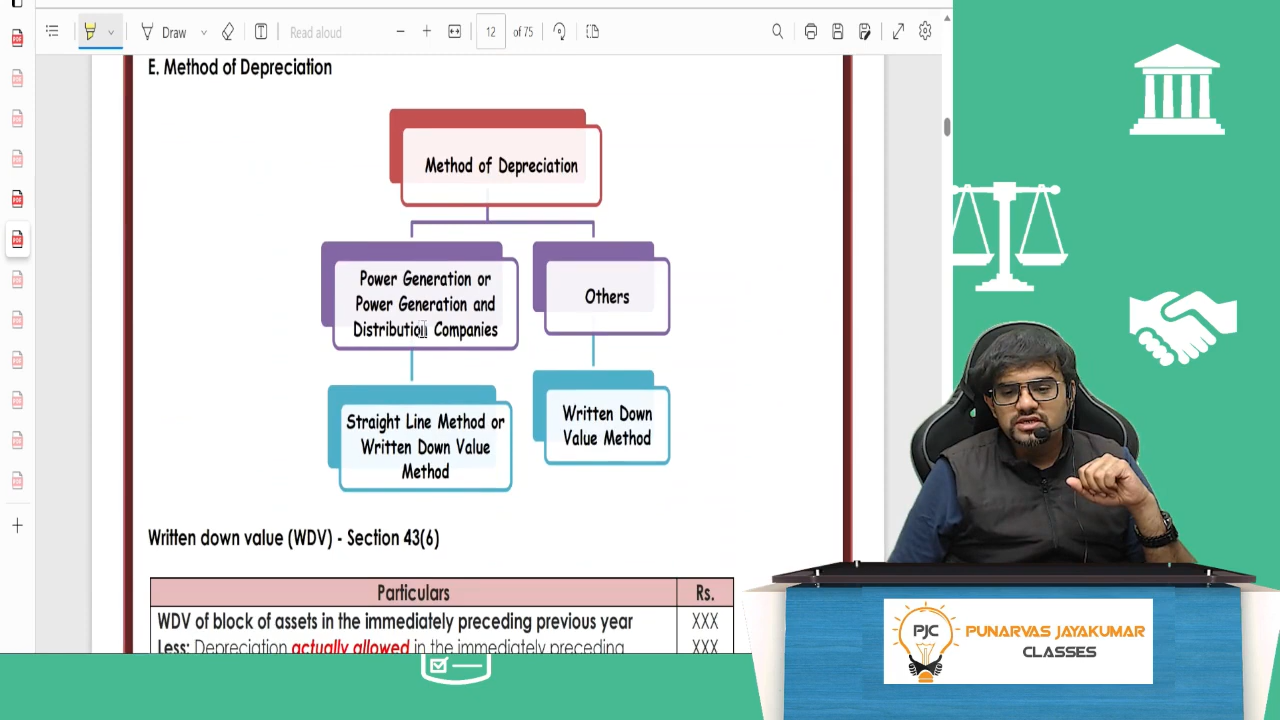 Draw
Read aloud
12
of 75
E. Method of Depreciation
Method of Depreciation
Power Generation or
Power Generation and
Distribution Companies
Others
Straight Line Method or
Written Down Value
Method
Written Down
Value Method
Written down value (WDV) - Section 43(6)
Particulars
Rs.
WDV of block of assets in the immediately preceding previous year
XXX
Less: Depreciation actually allowed in the immediately preceding
XXX
PJC
PUNARVAS JAYAKUMAR
CLASSES